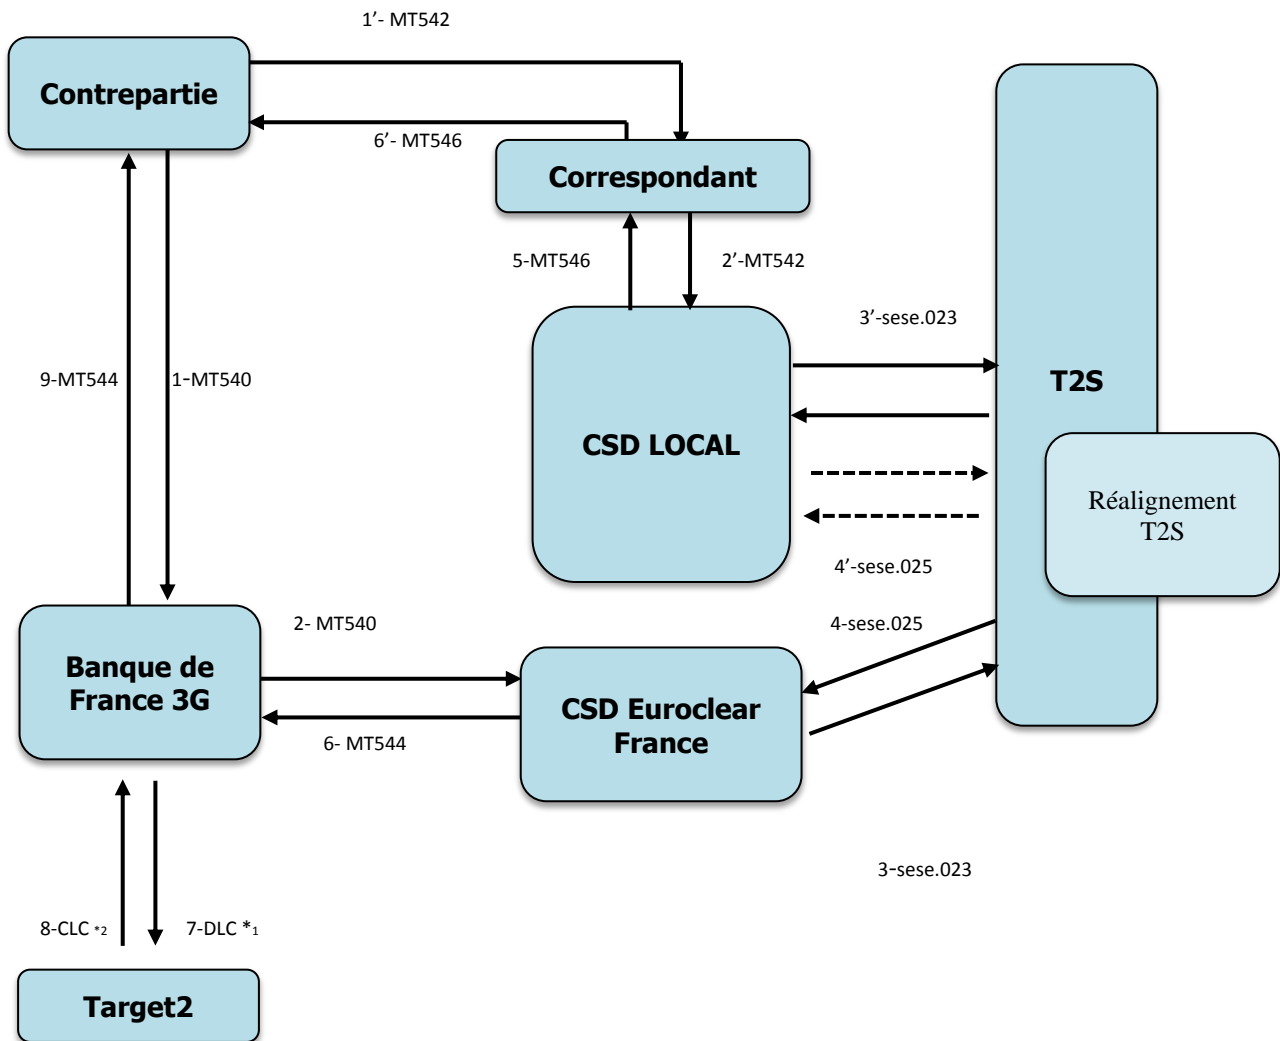 1’- MT542
Contrepartie
6’- MT546
Correspondant
5-MT546
2’-MT542
3’-sese.023
9-MT544
1-MT540
T2S
CSD LOCAL
Réalignement
T2S
4’-sese.025
2- MT540
4-sese.025
Banque de
France 3G
CSD Euroclear
France
6- MT544
3-sese.023
8-CLC *2
7-DLC *1
Target2